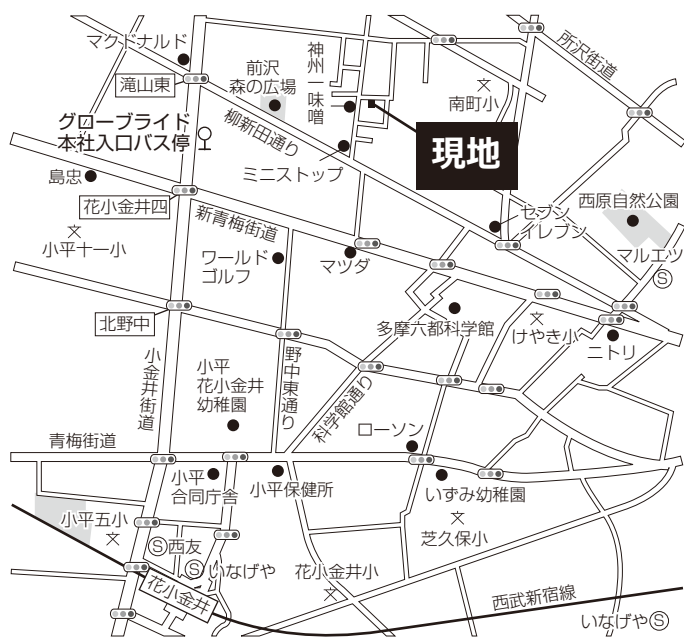 マクドナルド
滝山東
前沢
森の広場
神州一味噌
所沢街道
南町小
グローブライド
本社入口バス停
柳新田通り
現地
ミニストップ
島忠
花小金井四
新青梅街道
セブン
イレブン
西原自然公園
小平十一小
ワールド
ゴルフ
マツダ
マルエツ
Ⓢ
北野中
多摩六都科学館
けやき小
ニトリ
小金井街道
小平
花小金井
幼稚園
野中東通り
科学館通り
ローソン
青梅街道
小平
合同庁舎
小平保健所
いずみ幼稚園
小平五小
Ⓢ西友
芝久保小
Ⓢいなげや
花小金井小
花小金井
西武新宿線
いなげやⓈ